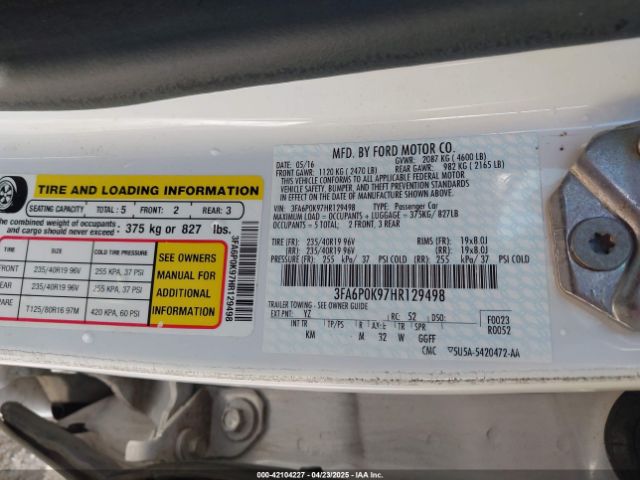 MFD. BY FORD MOTOR CO.
05/16 GVWR: 2087 KG (4600 LB)
FRONT GAWR: 1120 KG (2470 LB) REAR GAWR: 982 KG (2165 LB)
THIS VEHICLE CONFORMS TO ALL APPLICABLE FEDERAL MOTOR
VEHICLE SAFETY, BUMPER, AND THEFT PREVENTION STANDARDS
IN EFFECT ON THE DATE OF MANUFACTURE SHOWN ABOVE.
VIN: 3FA6P0K97HR129498 TYPE: Passenger Car
MAXIMUM LOAD = OCCUPANTS + LUGGAGE = 375KG/ 827LB
OCCUPANTS = 5 TOTAL: 2 FRONT, 3 REAR
TIRE (FR): 235/40R19 96V RIMS (FR): 19x8.0J
(RR): 235/40R19 96V (RR): 19x8.0J
PRESSURE (FR): 255 kPa/ 37 PSI COLD (RR): 255 kPa/ 37 PSI COLD
3FA6P0K97HR129498
TRAILER TOWING - SEE OWNER GUIDE
EXT PNT: YZ RC: 52
INT TR TP/PS R AXLE TR SPR
KM M 32 W GGFF
F0023
R0052
CMC 5U5A-5420472-AA
TIRE AND LOADING INFORMATION
SEATING CAPACITY TOTAL: 5 FRONT: 2 REAR: 3
The combined weight of occupants
and cargo should never exceed: 375 kg or 827 lbs.
TIRE SIZE COLD TIRE PRESSURE
FRONT 235/40R19 96V 255 KPA, 37 PSI
REAR 235/40R19 96V 255 KPA, 37 PSI
SPARE T125/80R16 97M 420 KPA, 60 PSI
SEE OWNERS
MANUAL FOR
ADDITIONAL
INFORMATION
3FA6P0K97HR129498
000-42104227 - 04/23/2025 - IAAI.COM